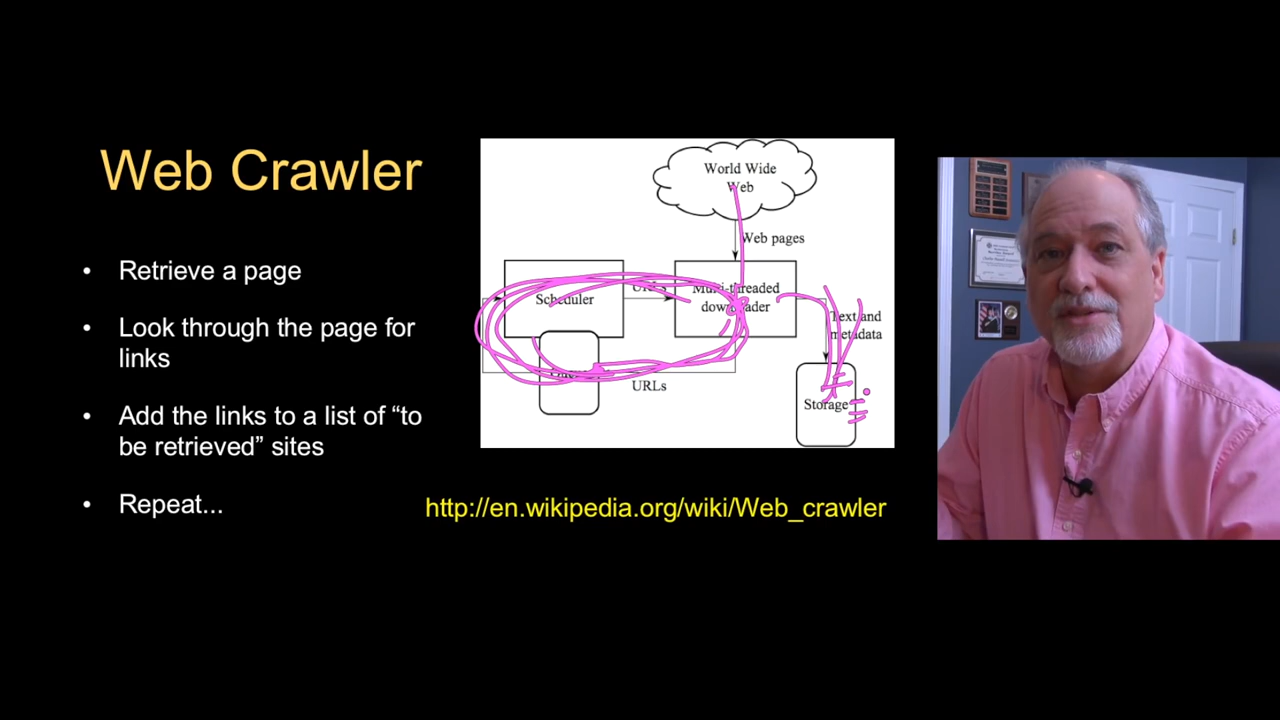 Web Crawler
• Retrieve a page
• Look through the page for
links
• Add the links to a list of “to
be retrieved” sites
• Repeat...
World Wide
Web
Web pages
Scheduler
URLs
Multi-threaded
downloader
Text and
metadata
Storage
URLs
http://en.wikipedia.org/wiki/Web_crawler